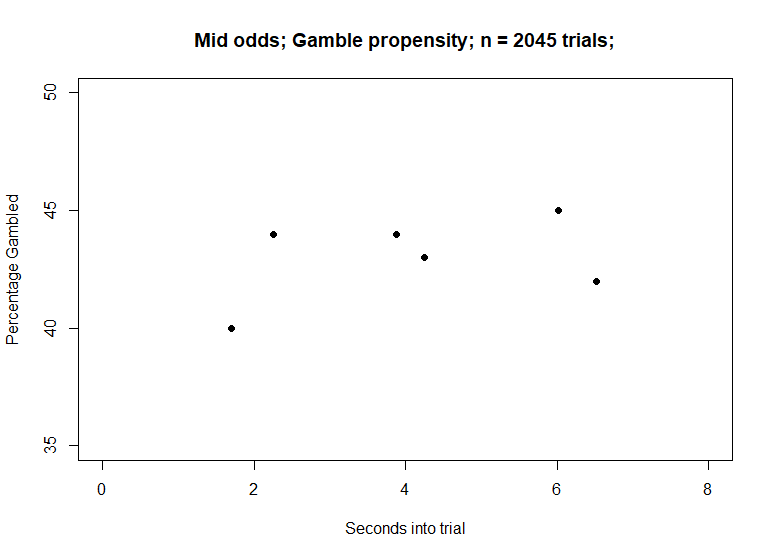 Mid odds; Gamble propensity; n = 2045 trials;
50
45
40
35
Percentage Gambled
0 2 4 6 8
Seconds into trial